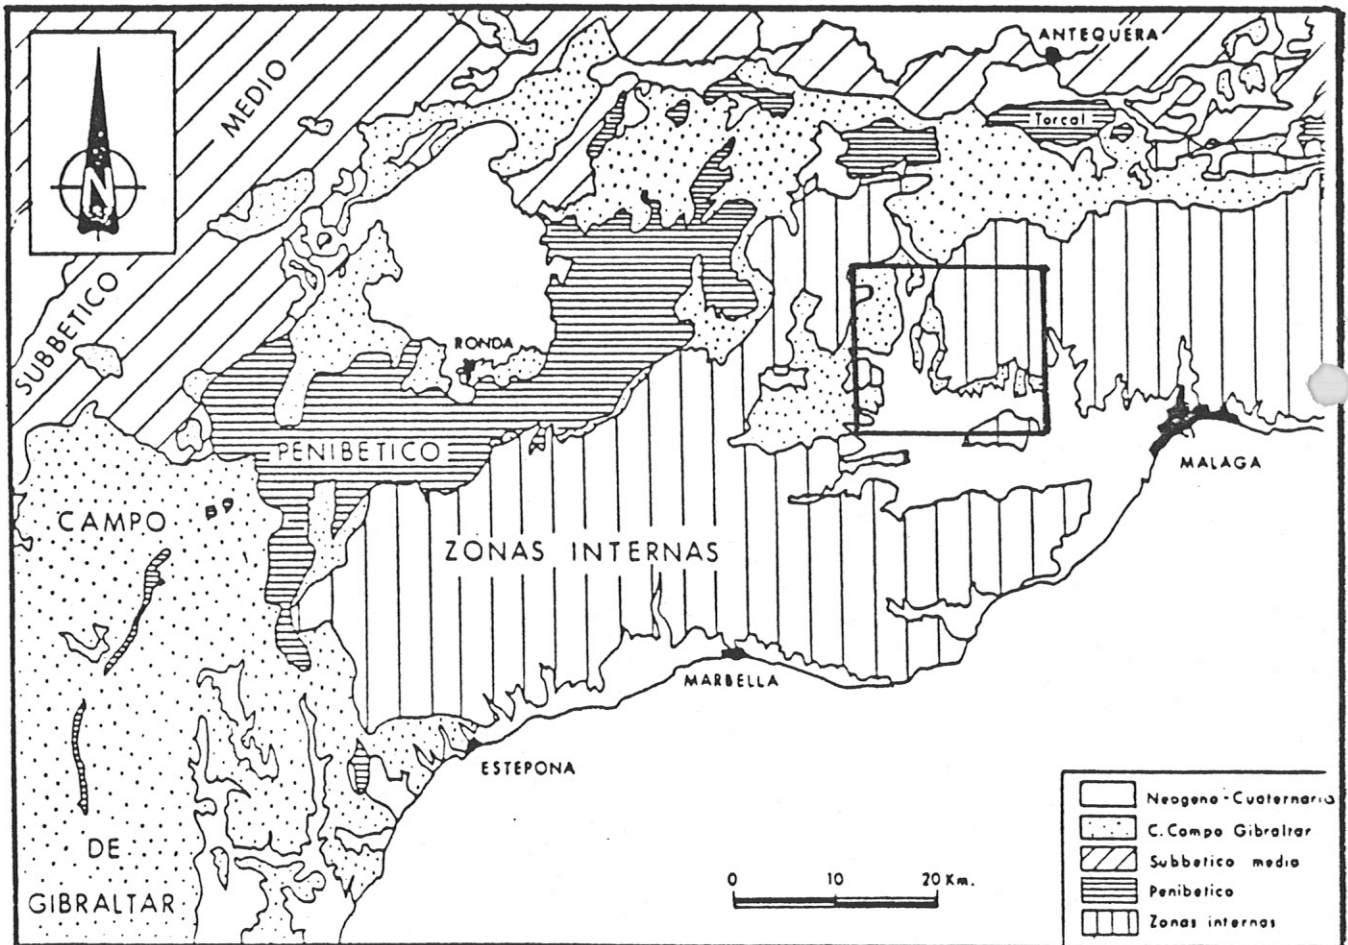 ANTEQUERA
MEDIO
Torcal
N
SUBBETICO
RONDA
PENIBETICO
MALAGA
CAMPO
ZONAS INTERNAS
MARBELLA
ESTEPONA
DE
GIBRALTAR
0 10 20 Km.
Neogeno-Cuaternario
C. Campo Gibraltar
Subbetico medio
Penibetico
Zonas internas